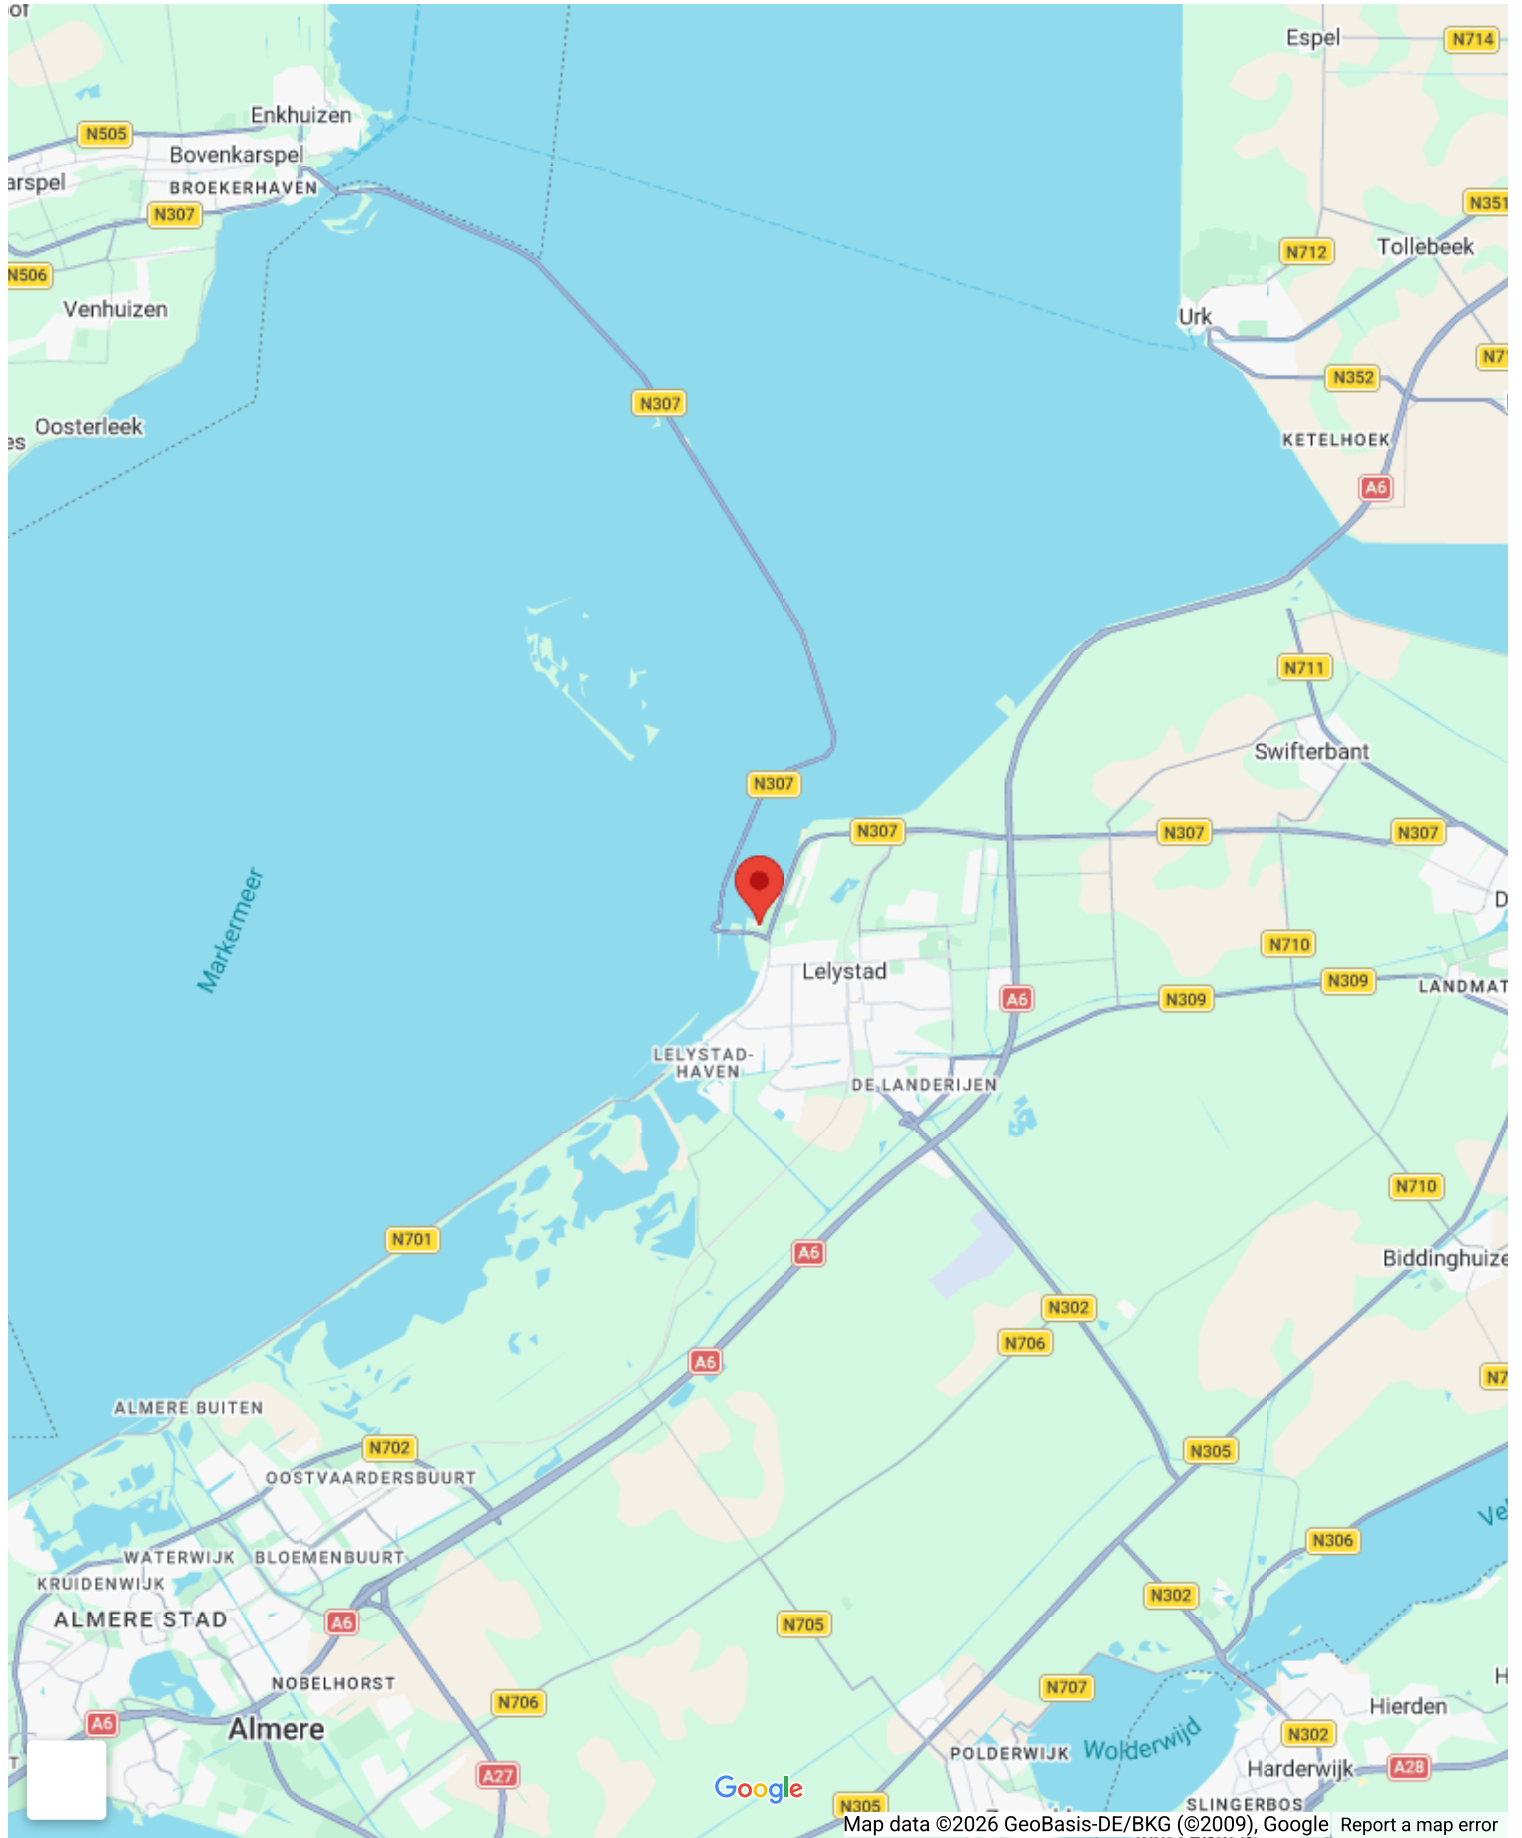 Espel
N714
Enkhuizen
N505
Bovenkarspel
arspel
BROEKERHAVEN
N307
N351
N712
Tollebeek
N506
Venhuizen
Urk
N352
N307
Oosterleek
es
KETELHOEK
A6
N711
Swifterbant
N307
N307
N307
N307
Markermeer
N710
Lelystad
N309
N309
LANDMAT
A6
LELYSTAD-
HAVEN
DE LANDERIJEN
N710
N701
A6
Biddinghuize
N302
N706
A6
ALMERE BUITEN
N702
N305
OOSTVAARDERSBUURT
N306
WATERWIJK
BLOEMENBUURT
KRUIDENWIJK
N302
ALMERE STAD
A6
N705
NOBELHORST
N707
N706
Hierden
A6
Almere
N302
POLDERWIJK
Wolderwijd
Harderwijk
A28
A27
Google
N305
SLINGERBOS
Map data ©2026 GeoBasis-DE/BKG (©2009), Google
Report a map error